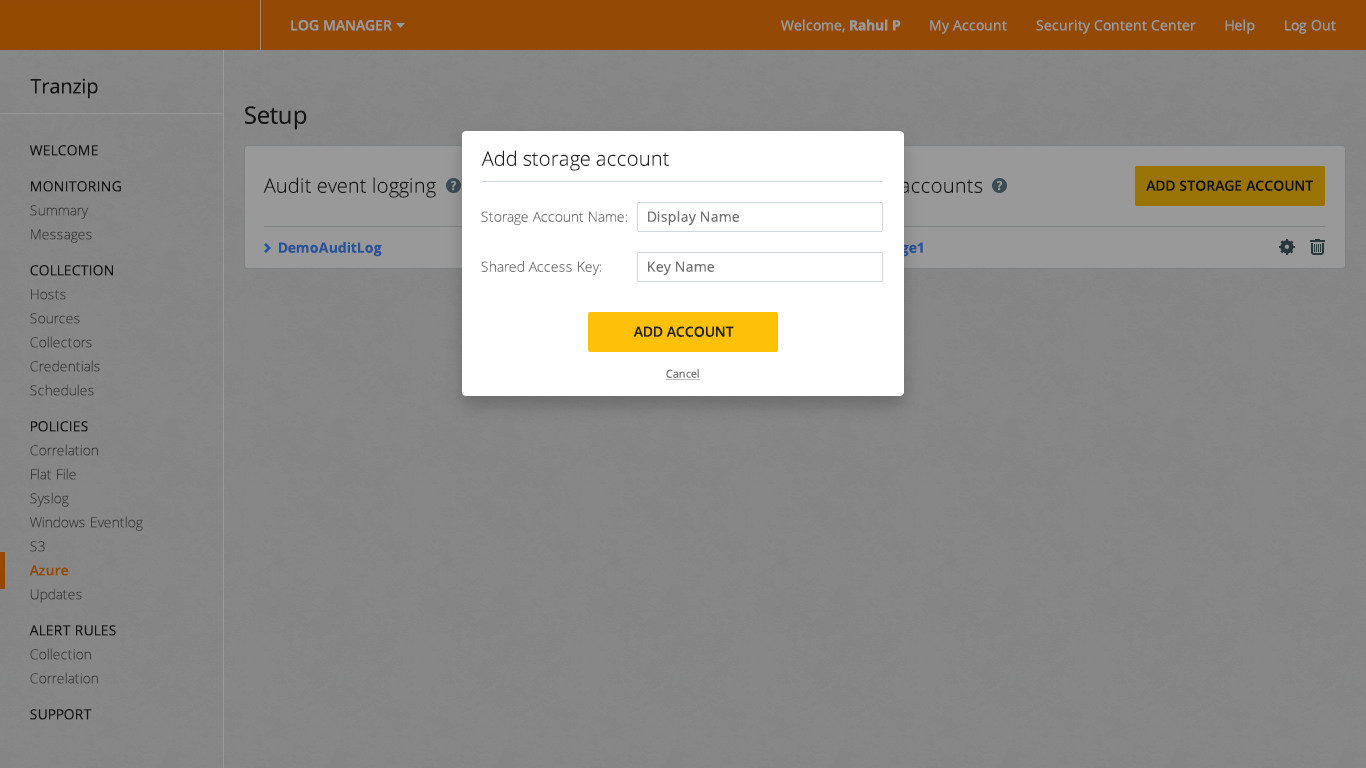 LOG MANAGER
Welcome, Rahul P
My Account
Security Content Center
Help
Log Out
Tranzip
WELCOME
MONITORING
Summary
Messages
COLLECTION
Hosts
Sources
Collectors
Credentials
Schedules
POLICIES
Correlation
Flat File
Syslog
Windows Eventlog
S3
Azure
Updates
ALERT RULES
Collection
Correlation
SUPPORT
Setup
Audit event logging ?
DemoAuditLog
accounts ?
ADD STORAGE ACCOUNT
ge1
Add storage account
Storage Account Name: Display Name
Shared Access Key: Key Name
ADD ACCOUNT
Cancel